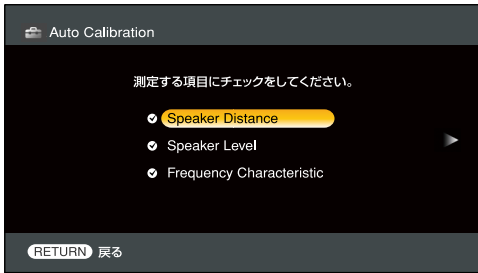 Auto Calibration
測定する項目にチェックをしてください。
Speaker Distance
Speaker Level
Frequency Characteristic
RETURN 戻る